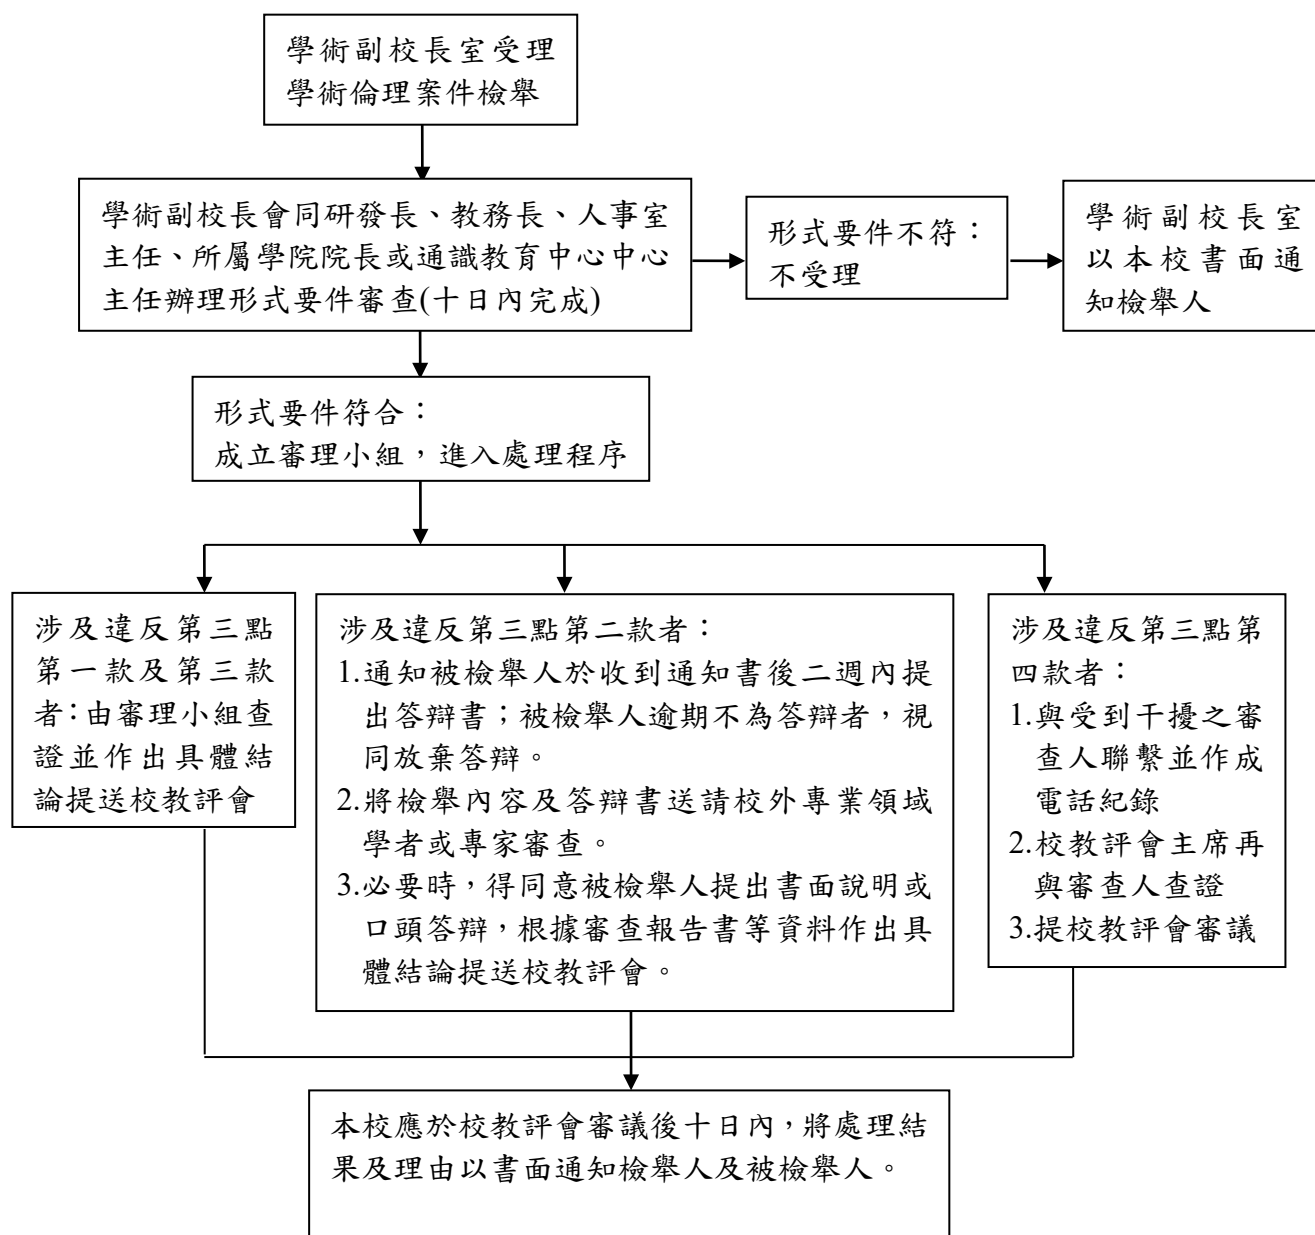 學術副校長室受理
學術倫理案件檢舉
學術副校長會同研發長、教務長、人事室
主任、所屬學院院長或通識教育中心中心
主任辦理形式要件審查(十日內完成)
形式要件不符：
不受理
學術副校長室
以本校書面通
知檢舉人
形式要件符合：
成立審理小組，進入處理程序
涉及違反第三點
第一款及第三款
者：由審理小組查
證並作出具體結
論提送校教評會
涉及違反第三點第二款者：
1.通知被檢舉人於收到通知書後二週內提
出答辯書；被檢舉人逾期不為答辯者，視
同放棄答辯。
2.將檢舉內容及答辯書送請校外專業領域
學者或專家審查。
3.必要時，得同意被檢舉人提出書面說明或
口頭答辯，根據審查報告書等資料作出具
體結論提送校教評會。
涉及違反第三點第
四款者：
1.與受到干擾之審
查人聯繫並作成
電話紀錄
2.校教評會主席再
與審查人查證
3.提校教評會審議
本校應於校教評會審議後十日內，將處理結
果及理由以書面通知檢舉人及被檢舉人。